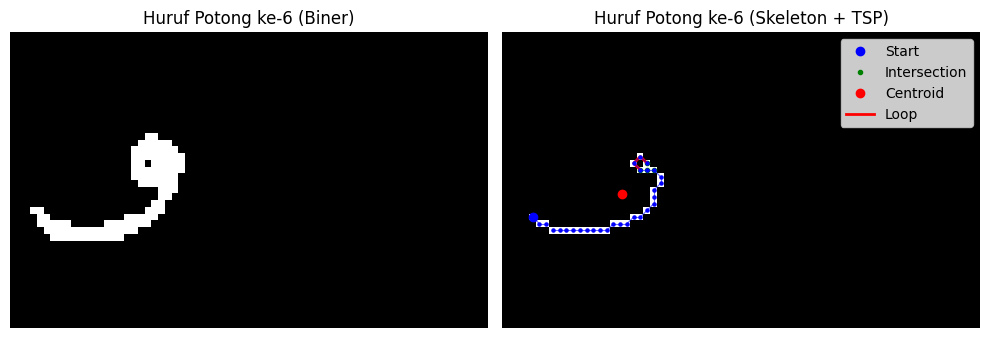 Huruf Potong ke-6 (Biner)
Huruf Potong ke-6 (Skeleton + TSP)
Start
Intersection
Centroid
Loop